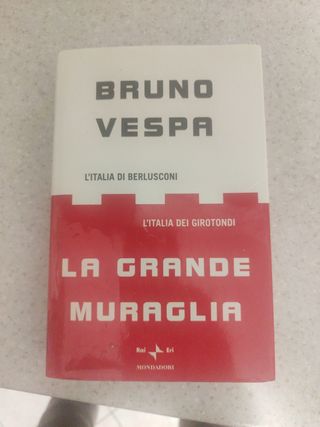 BRUNO
VESPA
L'ITALIA DI BERLUSCONI
L'ITALIA DEI GIROTONDI
LA GRANDE
MURAGLIA
Rai Eri
MONDADORI